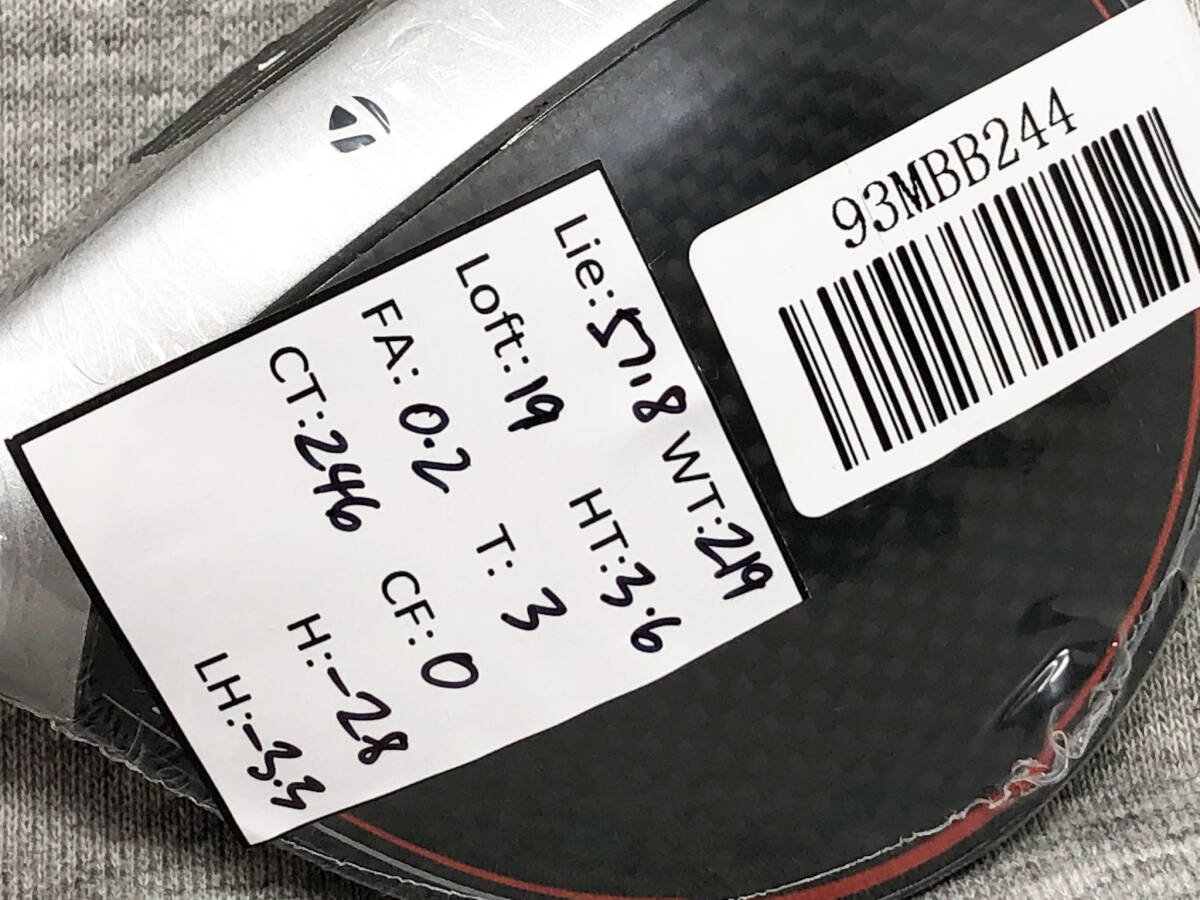 93MBB244
Lie: 57.8 WT: 219
Loft: 19 HT: 3.6
FA: 0.2 T: 3
CT: 246 CF: 0
H: -28
LH: -3.3